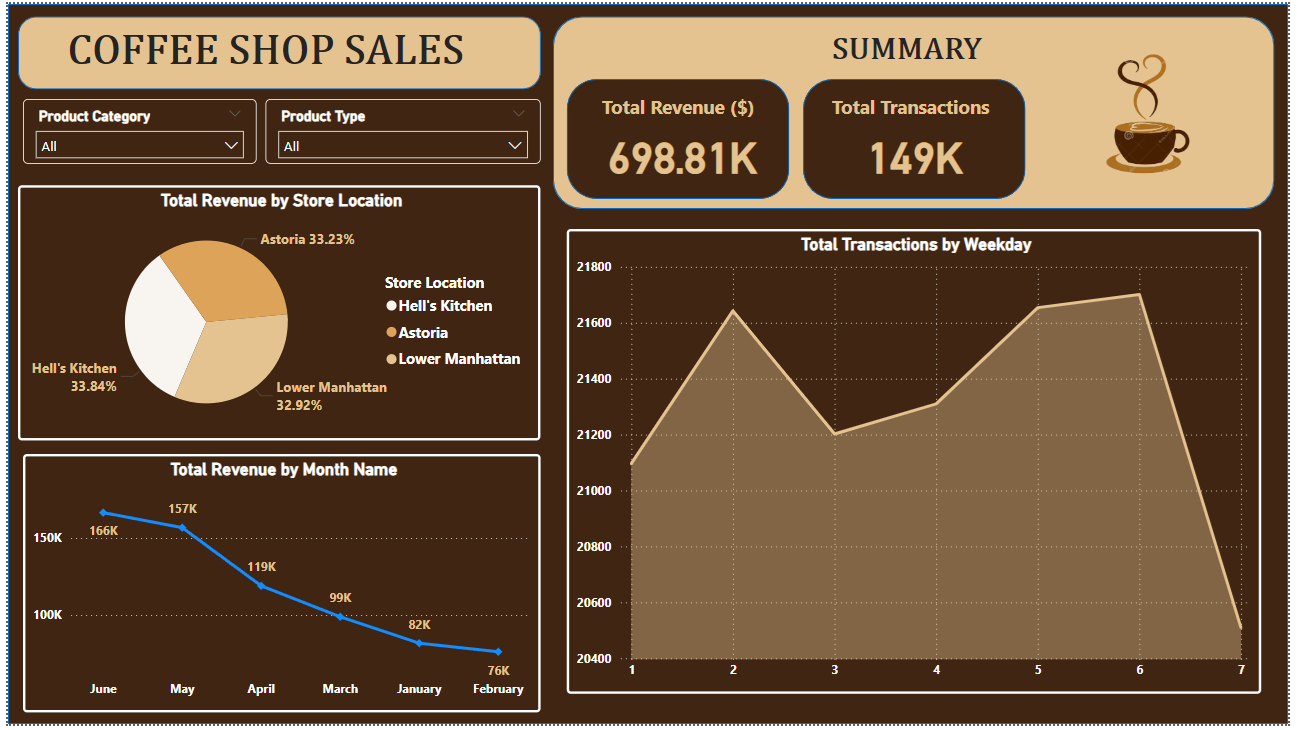 COFFEE SHOP SALES
SUMMARY
Total Revenue ($)
698.81K
Total Transactions
149K
Product Category
All
Product Type
All
Total Revenue by Store Location
Astoria 33.23%
Hell's Kitchen
33.84%
Lower Manhattan
32.92%
Store Location
Hell's Kitchen
Astoria
Lower Manhattan
Total Revenue by Month Name
150K
100K
166K
157K
119K
99K
82K
76K
June May April March January February
Total Transactions by Weekday
21800
21600
21400
21200
21000
20800
20600
20400
1 2 3 4 5 6 7